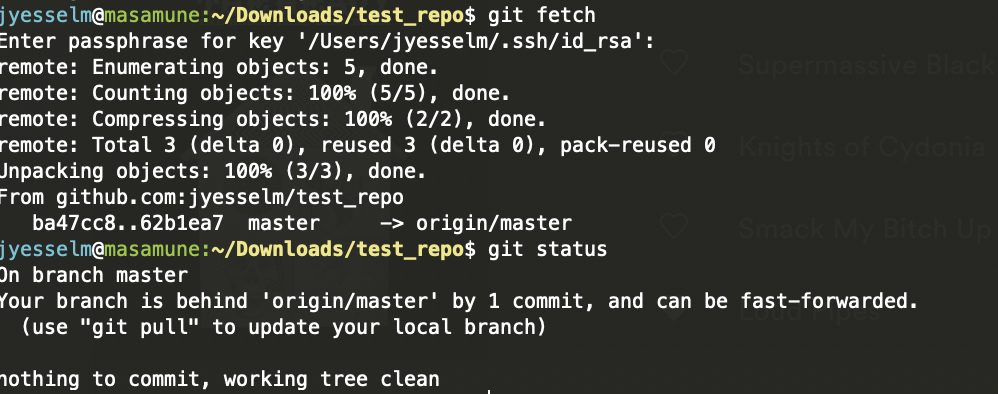 jyesselm@masamune:~/Downloads/test_repo$ git fetch
Enter passphrase for key '/Users/jyesselm/.ssh/id_rsa':
remote: Enumerating objects: 5, done.
remote: Counting objects: 100% (5/5), done.
remote: Compressing objects: 100% (2/2), done.
remote: Total 3 (delta 0), reused 3 (delta 0), pack-reused 0
Unpacking objects: 100% (3/3), done.
From github.com:jyesselm/test_repo
   ba47cc8..62b1ea7  master     -> origin/master
jyesselm@masamune:~/Downloads/test_repo$ git status
On branch master
Your branch is behind 'origin/master' by 1 commit, and can be fast-forwarded.
  (use "git pull" to update your local branch)
nothing to commit, working tree clean
Supermassive Black
Knights of Cydonia
Smack My Bitch Up
Loud Pipes